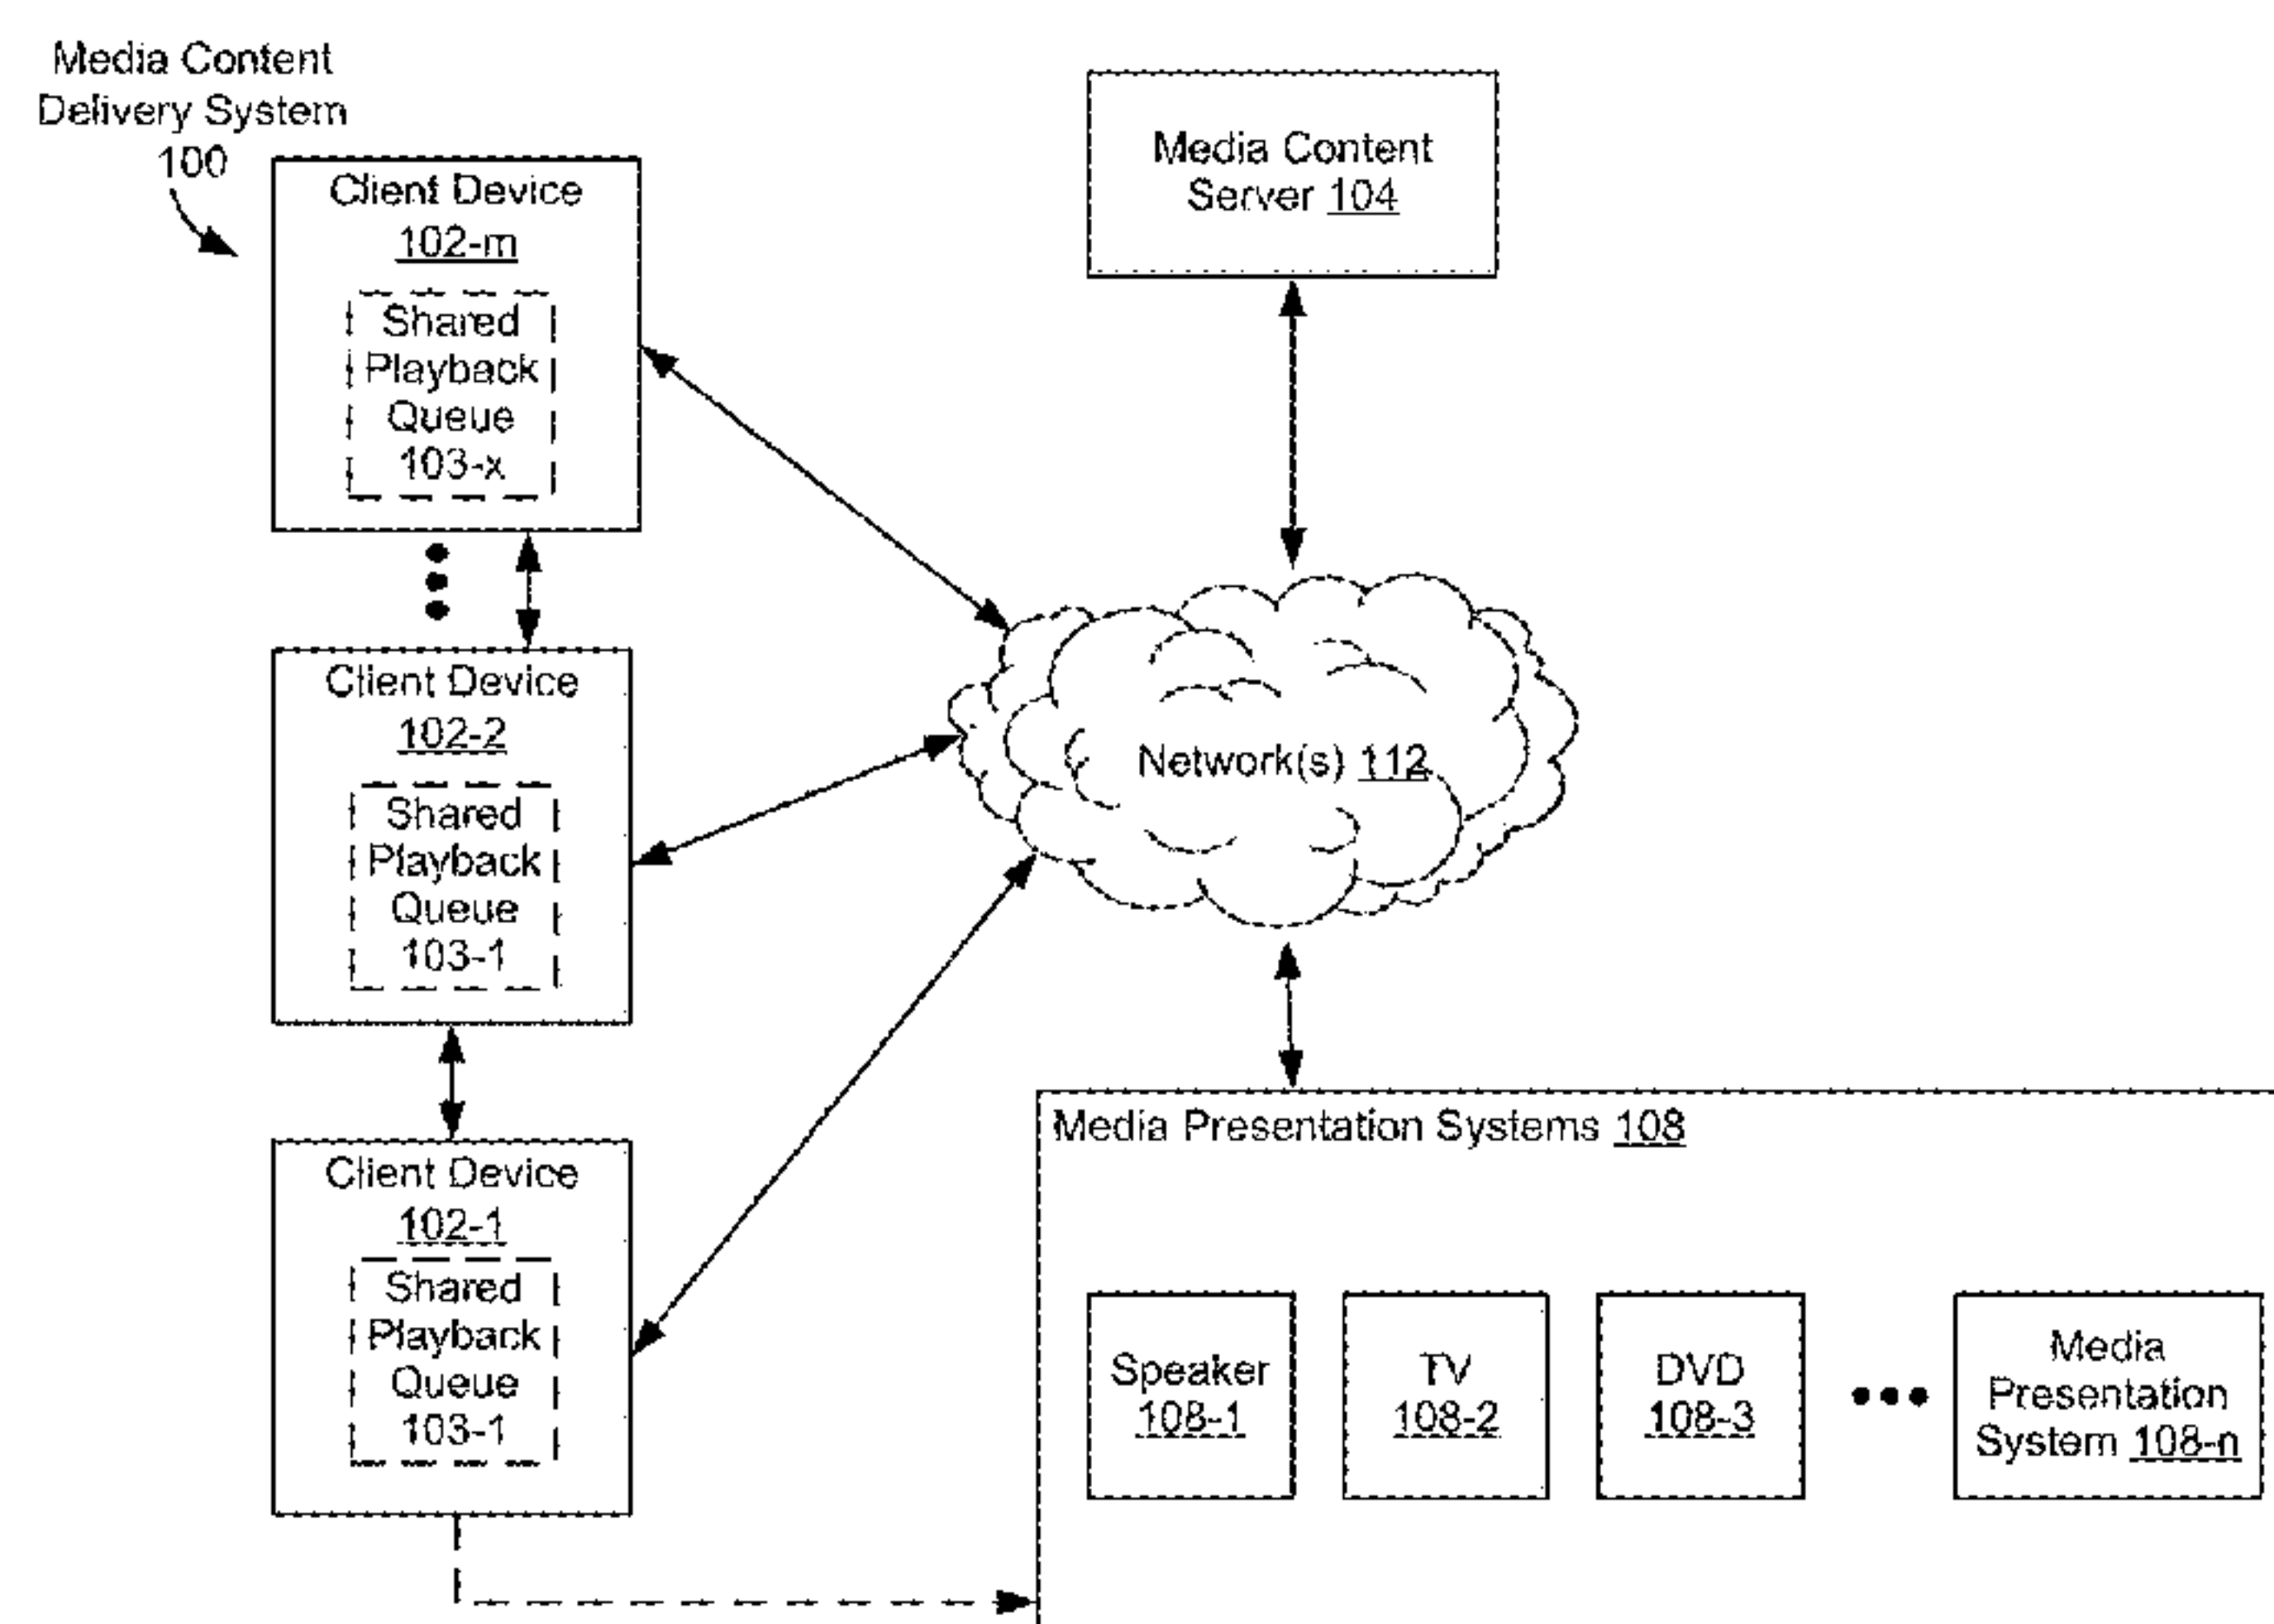 Media Content
Delivery System
100
Client Device
102-m
Shared
Playback
Queue
103-x
Client Device
102-2
Shared
Playback
Queue
103-1
Client Device
102-1
Shared
Playback
Queue
103-1
Media Content
Server 104
Network(s) 112
Media Presentation Systems 108
Speaker
108-1
TV
108-2
DVD
108-3
Media
Presentation
System 108-n